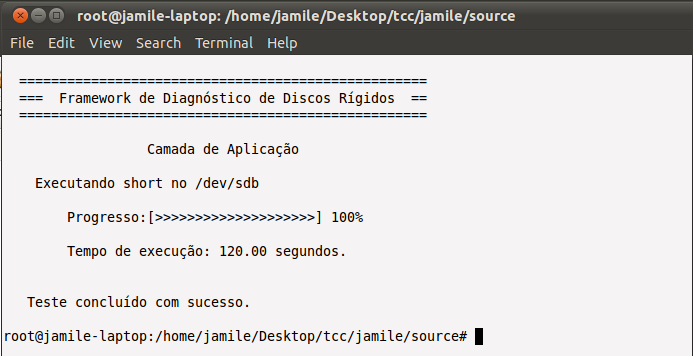 root@jamile-laptop: /home/jamile/Desktop/tcc/jamile/source
File Edit View Search Terminal Help
===================================================
=== Framework de Diagnóstico de Discos Rígidos ==
===================================================
Camada de Aplicação
Executando short no /dev/sdb
Progresso:[>>>>>>>>>>>>>>>>>>>>] 100%
Tempo de execução: 120.00 segundos.
Teste concluído com sucesso.
root@jamile-laptop:/home/jamile/Desktop/tcc/jamile/source#